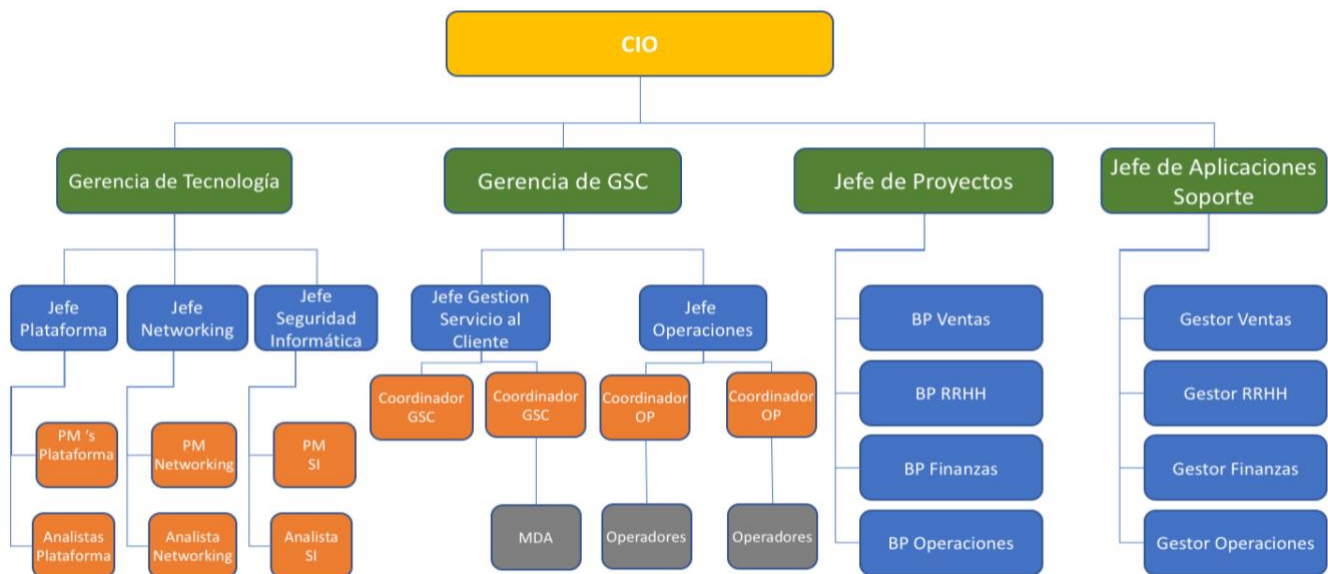 CIO
Gerencia de Tecnología
Gerencia de GSC
Jefe de Proyectos
Jefe de Aplicaciones
Soporte
Jefe
Plataforma
Jefe
Networking
Jefe
Seguridad
Informática
Jefe Gestion
Servicio al
Cliente
Jefe
Operaciones
BP Ventas
Gestor Ventas
Coordinador
GSC
Coordinador
GSC
Coordinador
OP
Coordinador
OP
BP RRHH
Gestor RRHH
PM 's
Plataforma
PM
Networking
PM
SI
BP Finanzas
Gestor Finanzas
Analistas
Plataforma
Analista
Networking
Analista
SI
MDA
Operadores
Operadores
BP Operaciones
Gestor Operaciones